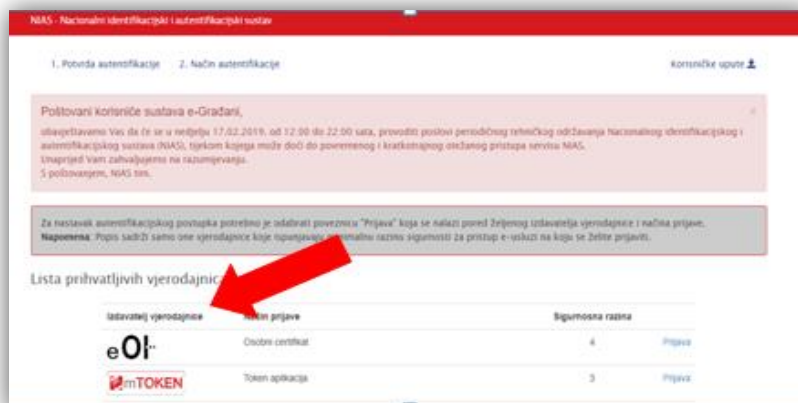 NIAS - Nacionalni identifikacijski i autentifikacijski sustav
1. Potvrda autentifikacije 2. Način autentifikacije Korisničke upute
Poštovani korisniče sustava e-Građani,
obavještavamo Vas da će se u nedjelju 17.02.2019. od 12:00 do 22:00 sata, provoditi poslovi periodičnog tehničkog održavanja Nacionalnog identifikacijskog i
autentifikacijskog sustava (NIAS), tijekom kojega može doći do povremenog i kratkotrajnog otežanog pristupa servisu NIAS.
Unaprijed Vam zahvaljujemo na razumijevanju.
S poštovanjem, NIAS tim.
Za nastavak autentifikacijskog postupka potrebno je odabrati poveznicu "Prijava" koja se nalazi pored željenog izdavatelja vjerodajnice i načina prijave.
Napomena: Popis sadrži samo one vjerodajnice koje ispunjavaju razinu sigurnosti za pristup e-usluzi na koju se želite prijaviti.
Lista prihvatljivih
Izdavatelj vjerodajnice Način prijave Sigurnosna razina
Osobni certifikat 4 Prijava
mTOKEN Token aplikacija 3 Prijava